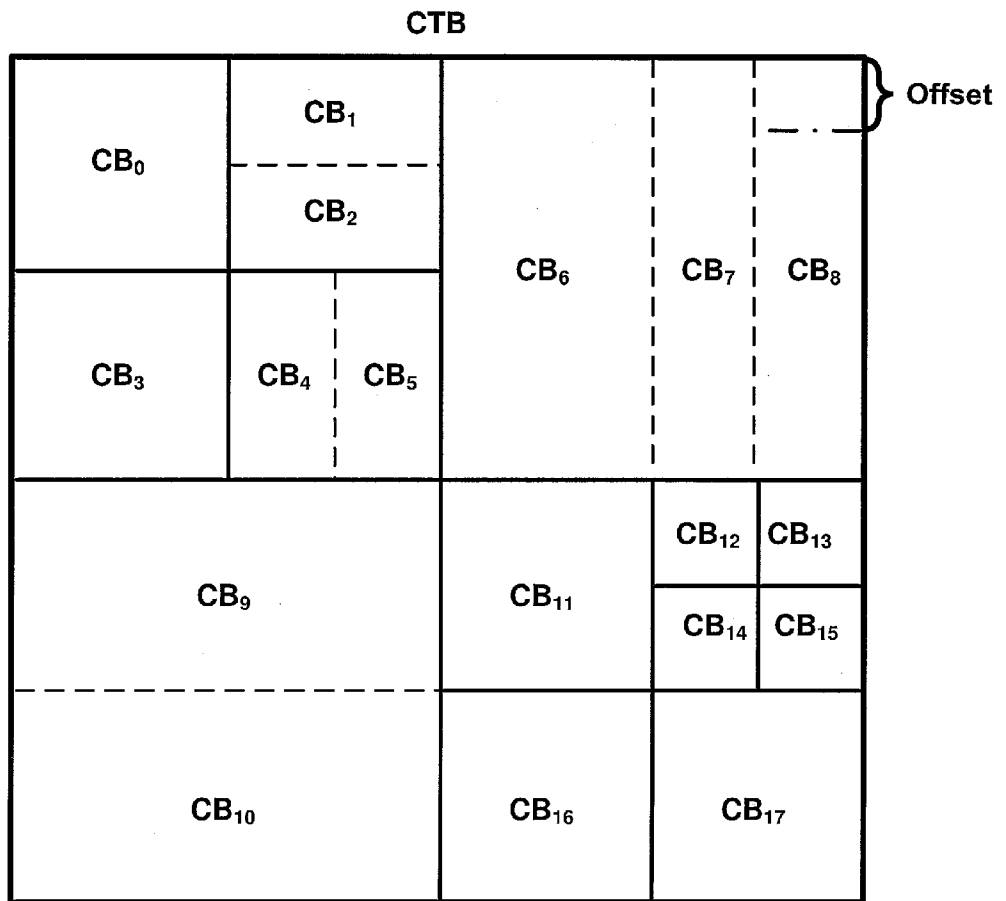 CTB
Offset
CB₁
CB₀
CB₂
CB₆
CB₇
CB₈
CB₃
CB₄
CB₅
CB₁₂
CB₁₃
CB₉
CB₁₁
CB₁₄
CB₁₅
CB₁₀
CB₁₆
CB₁₇